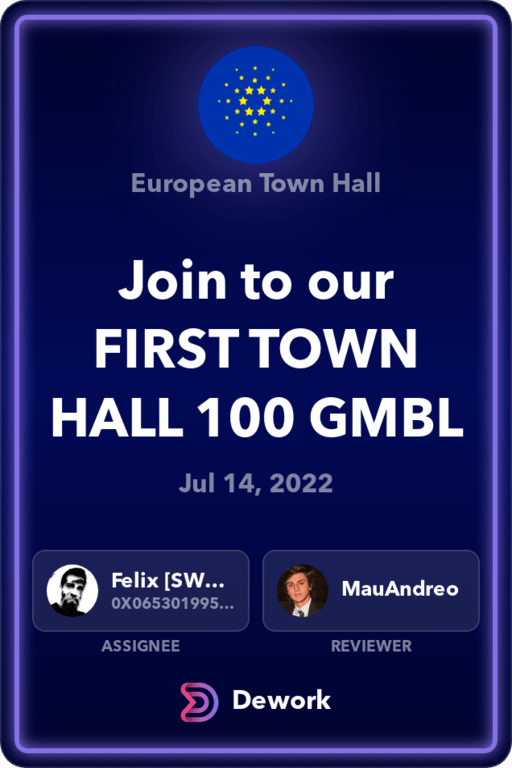 European Town Hall
Join to our
FIRST TOWN
HALL 100 GMBL
Jul 14, 2022
Felix [SW...
0X065301995...
MauAndreo
ASSIGNEE
REVIEWER
Dework